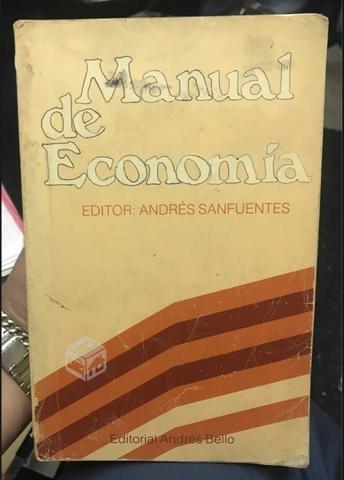 Manual
de
Economía
EDITOR: ANDRÉS SANFUENTES
Editorial Andrés Bello